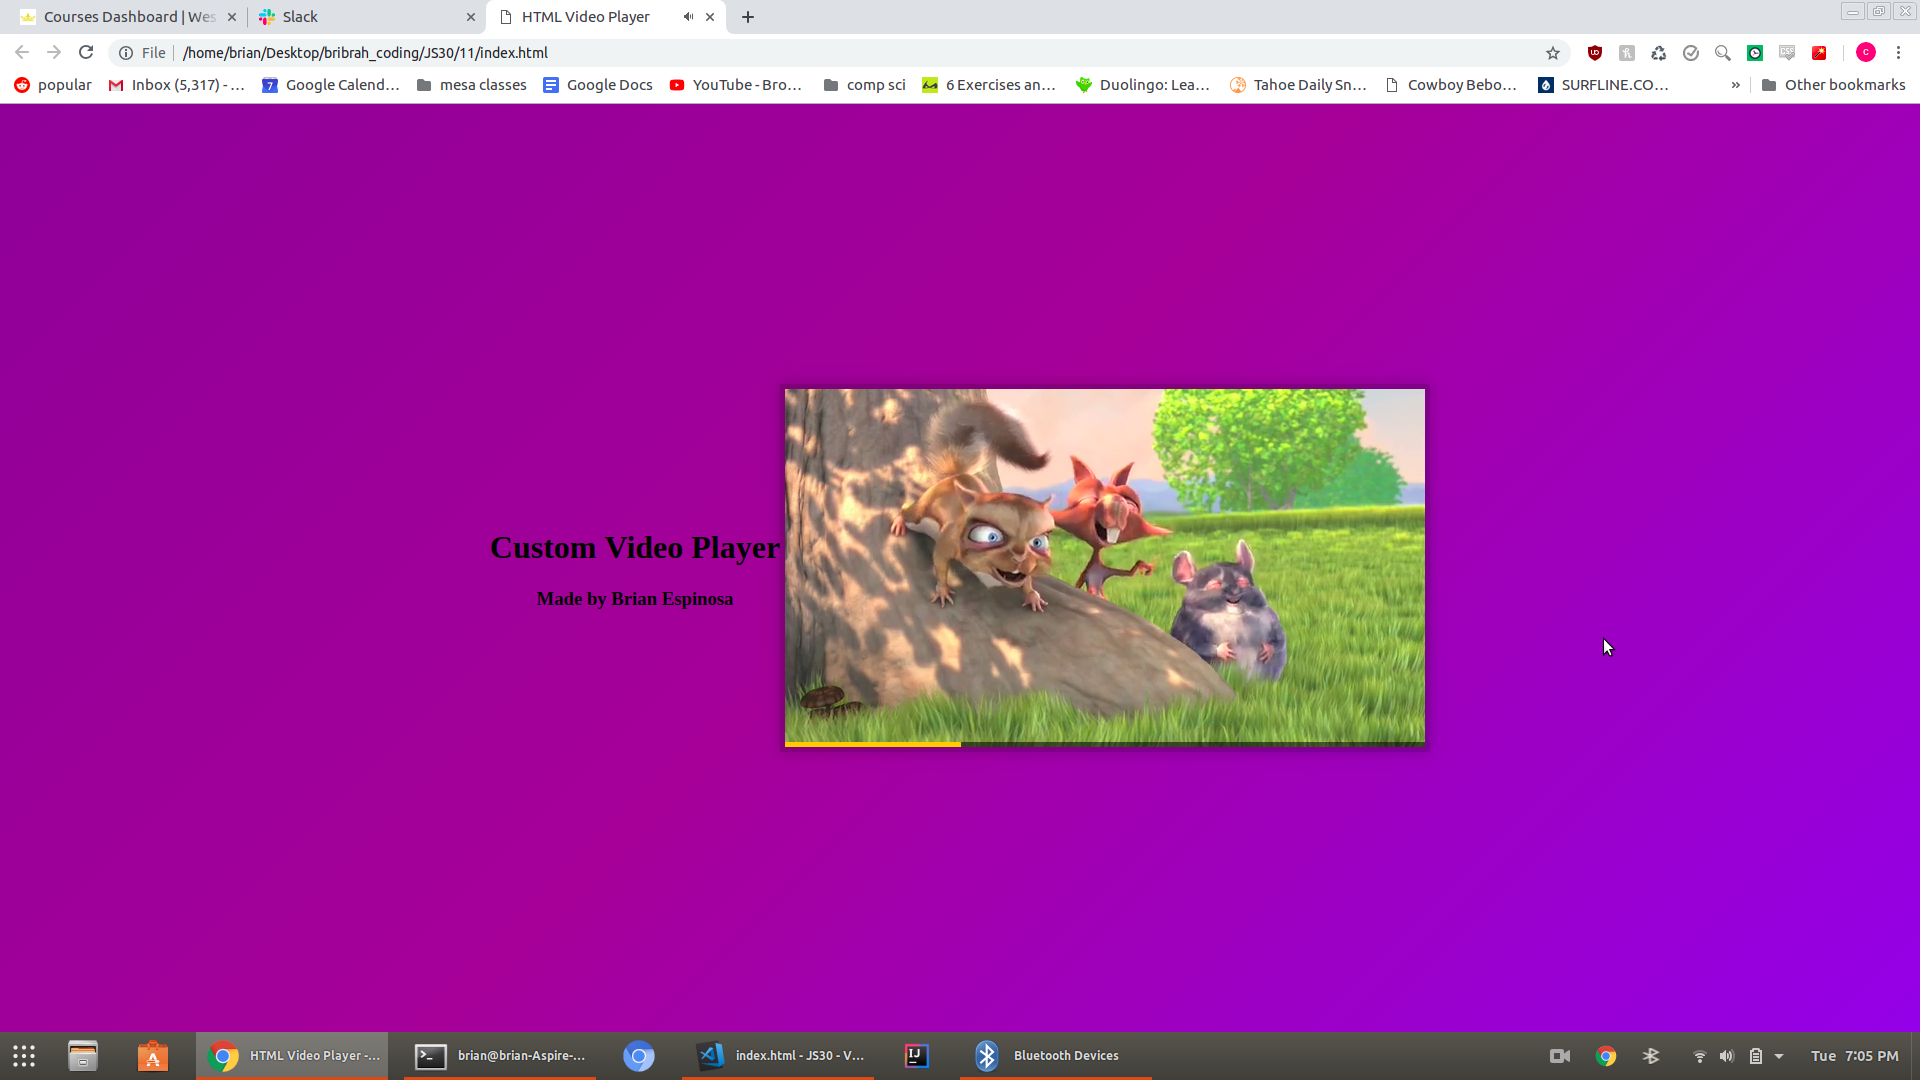 Courses Dashboard | Wes
Slack
HTML Video Player
File
/home/brian/Desktop/bribrah_coding/JS30/11/index.html
popular
Inbox (5,317) - ...
Google Calend...
mesa classes
Google Docs
YouTube - Bro...
comp sci
6 Exercises an...
Duolingo: Lea...
Tahoe Daily Sn...
Cowboy Bebo...
SURFLINE.CO...
»
Other bookmarks
Custom Video Player
Made by Brian Espinosa
HTML Video Player -...
brian@brian-Aspire-...
index.html - JS30 - V...
IJ
Bluetooth Devices
Tue 7:05 PM